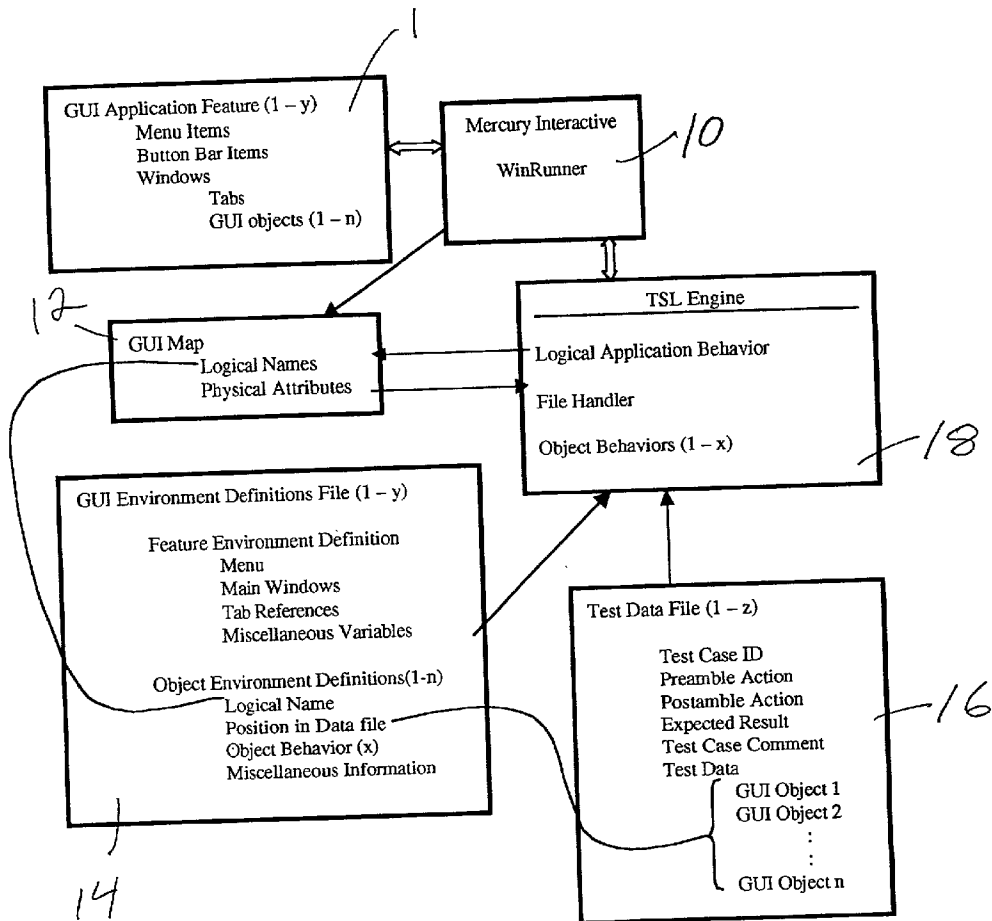 1
GUI Application Feature (1 – y)
Menu Items
Button Bar Items
Windows
Tabs
GUI objects (1 – n)
Mercury Interactive
WinRunner
10
12
GUI Map
Logical Names
Physical Attributes
TSL Engine
Logical Application Behavior
File Handler
Object Behaviors (1 – x)
18
GUI Environment Definitions File (1 – y)
Feature Environment Definition
Menu
Main Windows
Tab References
Miscellaneous Variables
Object Environment Definitions(1-n)
Logical Name
Position in Data file
Object Behavior (x)
Miscellaneous Information
14
Test Data File (1 – z)
Test Case ID
Preamble Action
Postamble Action
Expected Result
Test Case Comment
Test Data
GUI Object 1
GUI Object 2
⋮
GUI Object n
16